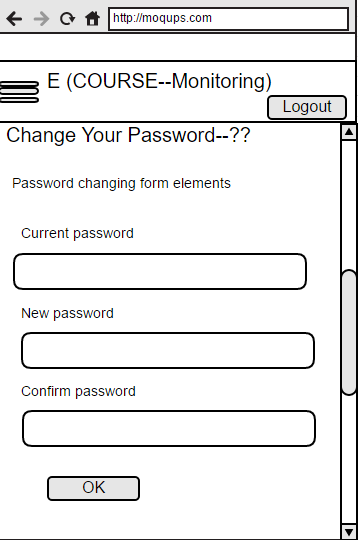 http://moqups.com
E (COURSE--Monitoring)
Logout
Change Your Password--??
Password changing form elements
Current password
New password
Confirm password
OK